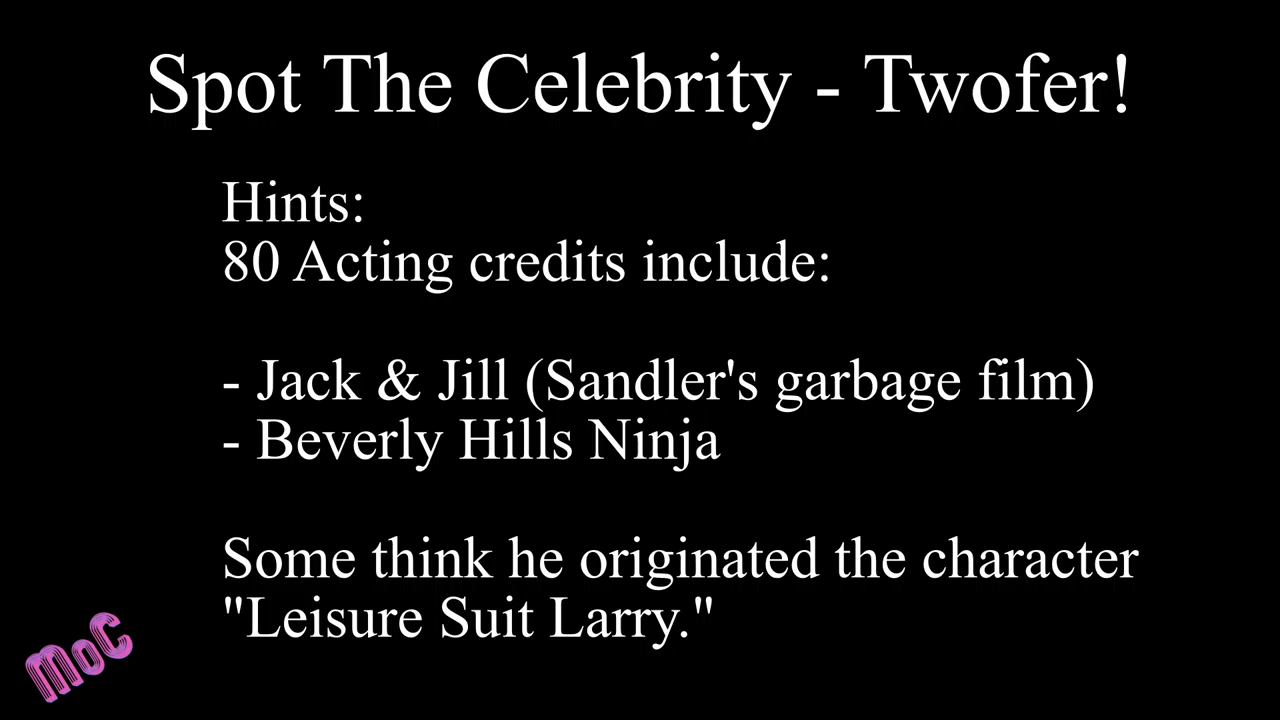 Spot The Celebrity - Twofer!
Hints:
80 Acting credits include:
- Jack & Jill (Sandler's garbage film)
- Beverly Hills Ninja
Some think he originated the character
"Leisure Suit Larry."
MoC